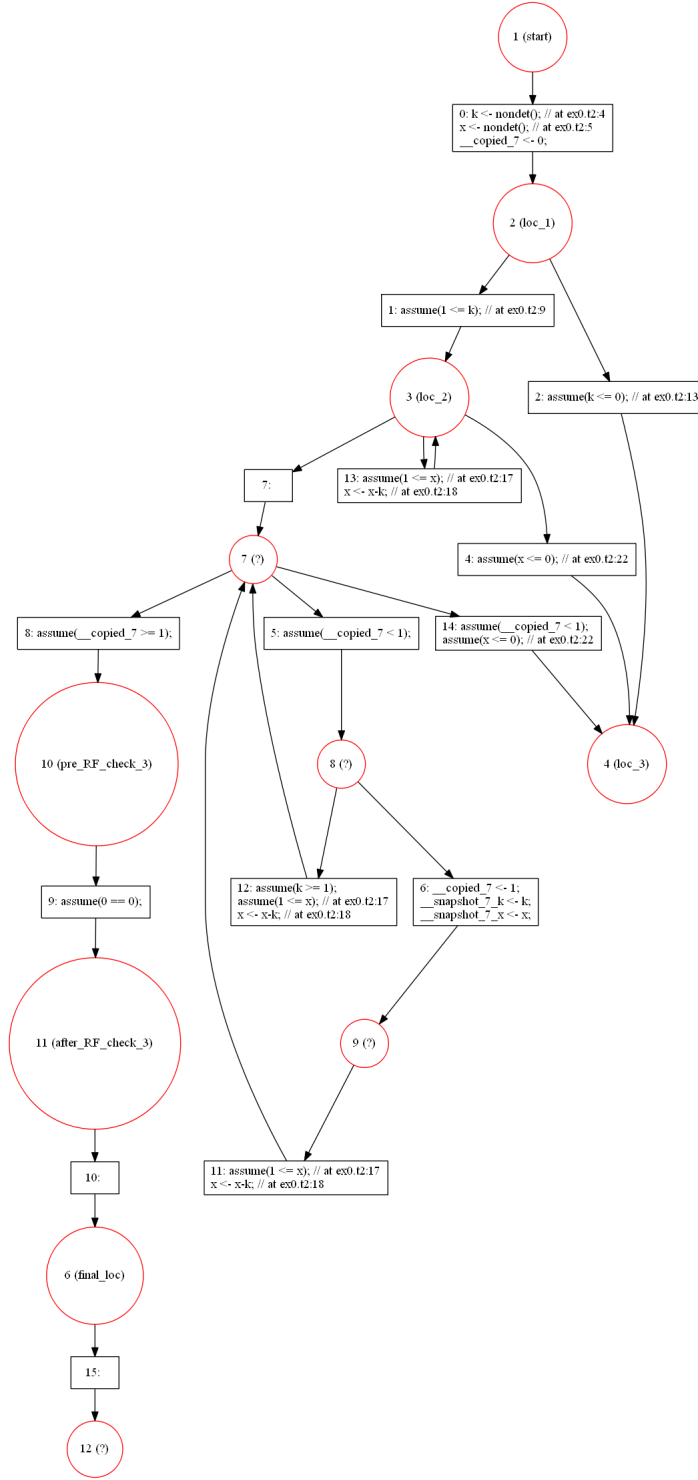 1 (start)
0: k <- nondet(); // at ex0.t2:4
x <- nondet(); // at ex0.t2:5
__copied_7 <- 0;
2 (loc_1)
1: assume(1 <= k); // at ex0.t2:9
3 (loc_2)
2: assume(k <= 0); // at ex0.t2:13
7:
13: assume(1 <= x); // at ex0.t2:17
x <- x-k; // at ex0.t2:18
7 (?)
4: assume(x <= 0); // at ex0.t2:22
8: assume(__copied_7 >= 1);
5: assume(__copied_7 < 1);
14: assume(__copied_7 < 1);
assume(x <= 0); // at ex0.t2:22
10 (pre_RF_check_3)
8 (?)
4 (loc_3)
9: assume(0 == 0);
12: assume(k >= 1);
assume(1 <= x); // at ex0.t2:17
x <- x-k; // at ex0.t2:18
6: __copied_7 <- 1;
__snapshot_7_k <- k;
__snapshot_7_x <- x;
11 (after_RF_check_3)
9 (?)
10:
11: assume(1 <= x); // at ex0.t2:17
x <- x-k; // at ex0.t2:18
6 (final_loc)
15:
12 (?)